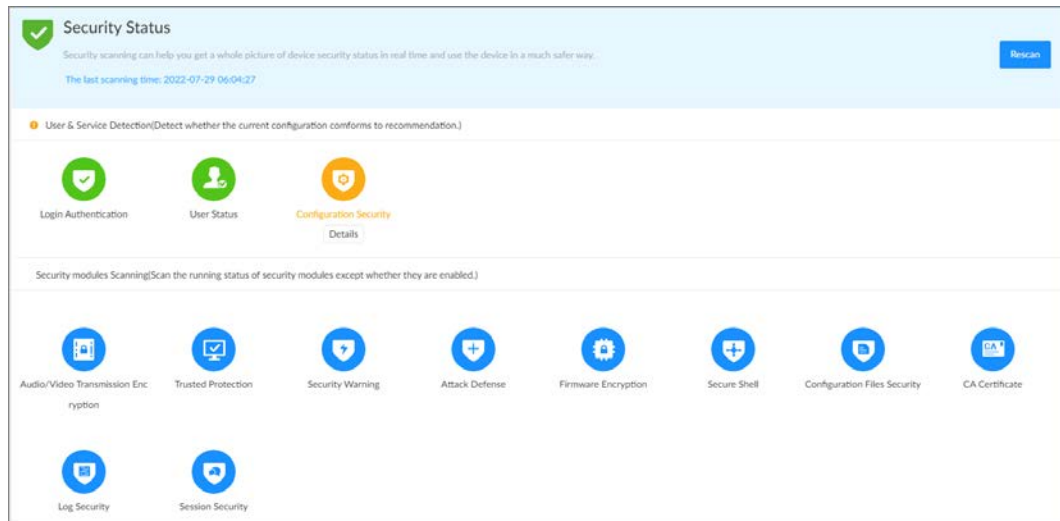 Security Status
Security scanning can help you get a whole picture of device security status in real time and use the device in a much safer way.
Rescan
The last scanning time: 2022-07-29 06:04:27
User & Service Detection(Detect whether the current configuration comforms to recommendation.)
Login Authentication
User Status
Configuration Security
Details
Security modules Scanning(Scan the running status of security modules except whether they are enabled.)
Audio/Video Transmission Enc
ryption
Trusted Protection
Security Warning
Attack Defense
Firmware Encryption
Secure Shell
Configuration Files Security
CA
CA Certificate
Log Security
Session Security